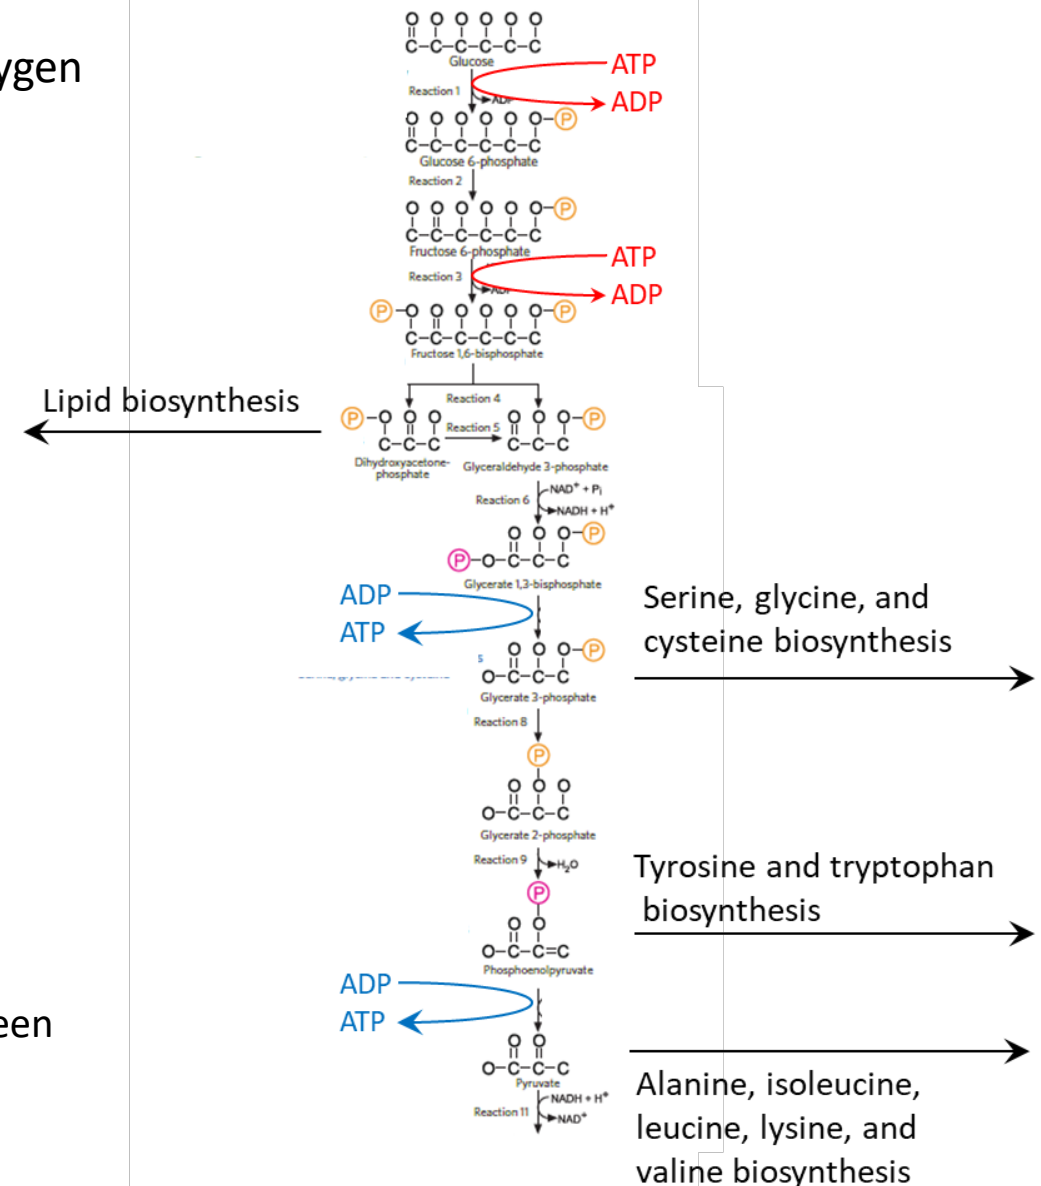 O O O O O O
C-C-C-C-C-C
Glucose
ygen
ATP
Reaction 1
ADP
ADP
O O O O O-P
C-C-C-C-C-C
Glucose 6-phosphate
Reaction 2
O O O O O O-P
C-C-C-C-C-C
Fructose 6-phosphate
ATP
Reaction 3
ADP
ADP
P-O O O O O O-P
C-C-C-C-C-C
Fructose 1,6-bisphosphate
Lipid biosynthesis
Reaction 4
P-O O O
C-C-C
Reaction 5
O O O-P
C-C-C
Dihydroxyacetone-
phosphate
Glyceraldehyde 3-phosphate
Reaction 6
NAD⁺ + Pi
NADH + H⁺
O O O-P
P-O-C-C-C
Glycerate 1,3-bisphosphate
ADP
ATP
Serine, glycine, and
cysteine biosynthesis
O O O-P
s
O-C-C-C
Glycerate 3-phosphate
Reaction 8
P
O O O
O-C-C-C
Glycerate 2-phosphate
Reaction 9
H₂O
Tyrosine and tryptophan
biosynthesis
P
O O
O-C-C=C
Phosphoenolpyruvate
ADP
ATP
een
O O
O-C-C-C
Pyruvate
Reaction 11
NADH + H⁺
NAD⁺
Alanine, isoleucine,
leucine, lysine, and
valine biosynthesis